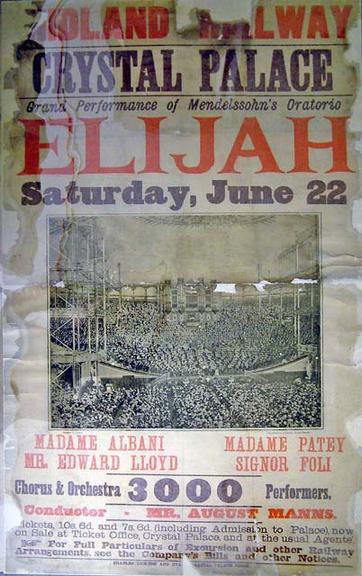 CRYSTAL PALACE
Grand Performance of Mendelssohn's Oratorio
ELIJAH
Saturday, June 22
MADAME ALBANI MADAME PATEY
MR. EDWARD LLOYD SIGNOR FOLI
Chorus & Orchestra 3000 Performers.
Conductor - MR. AUGUST MANNS.
Tickets, 10s. 6d. and 7s. 6d. (including Admission to Palace), now
on Sale at Ticket Office, Crystal Palace, and at the usual Agents'.
For Full Particulars of Excursion and other Railway
Arrangements, see the Company's Bills and other Notices.